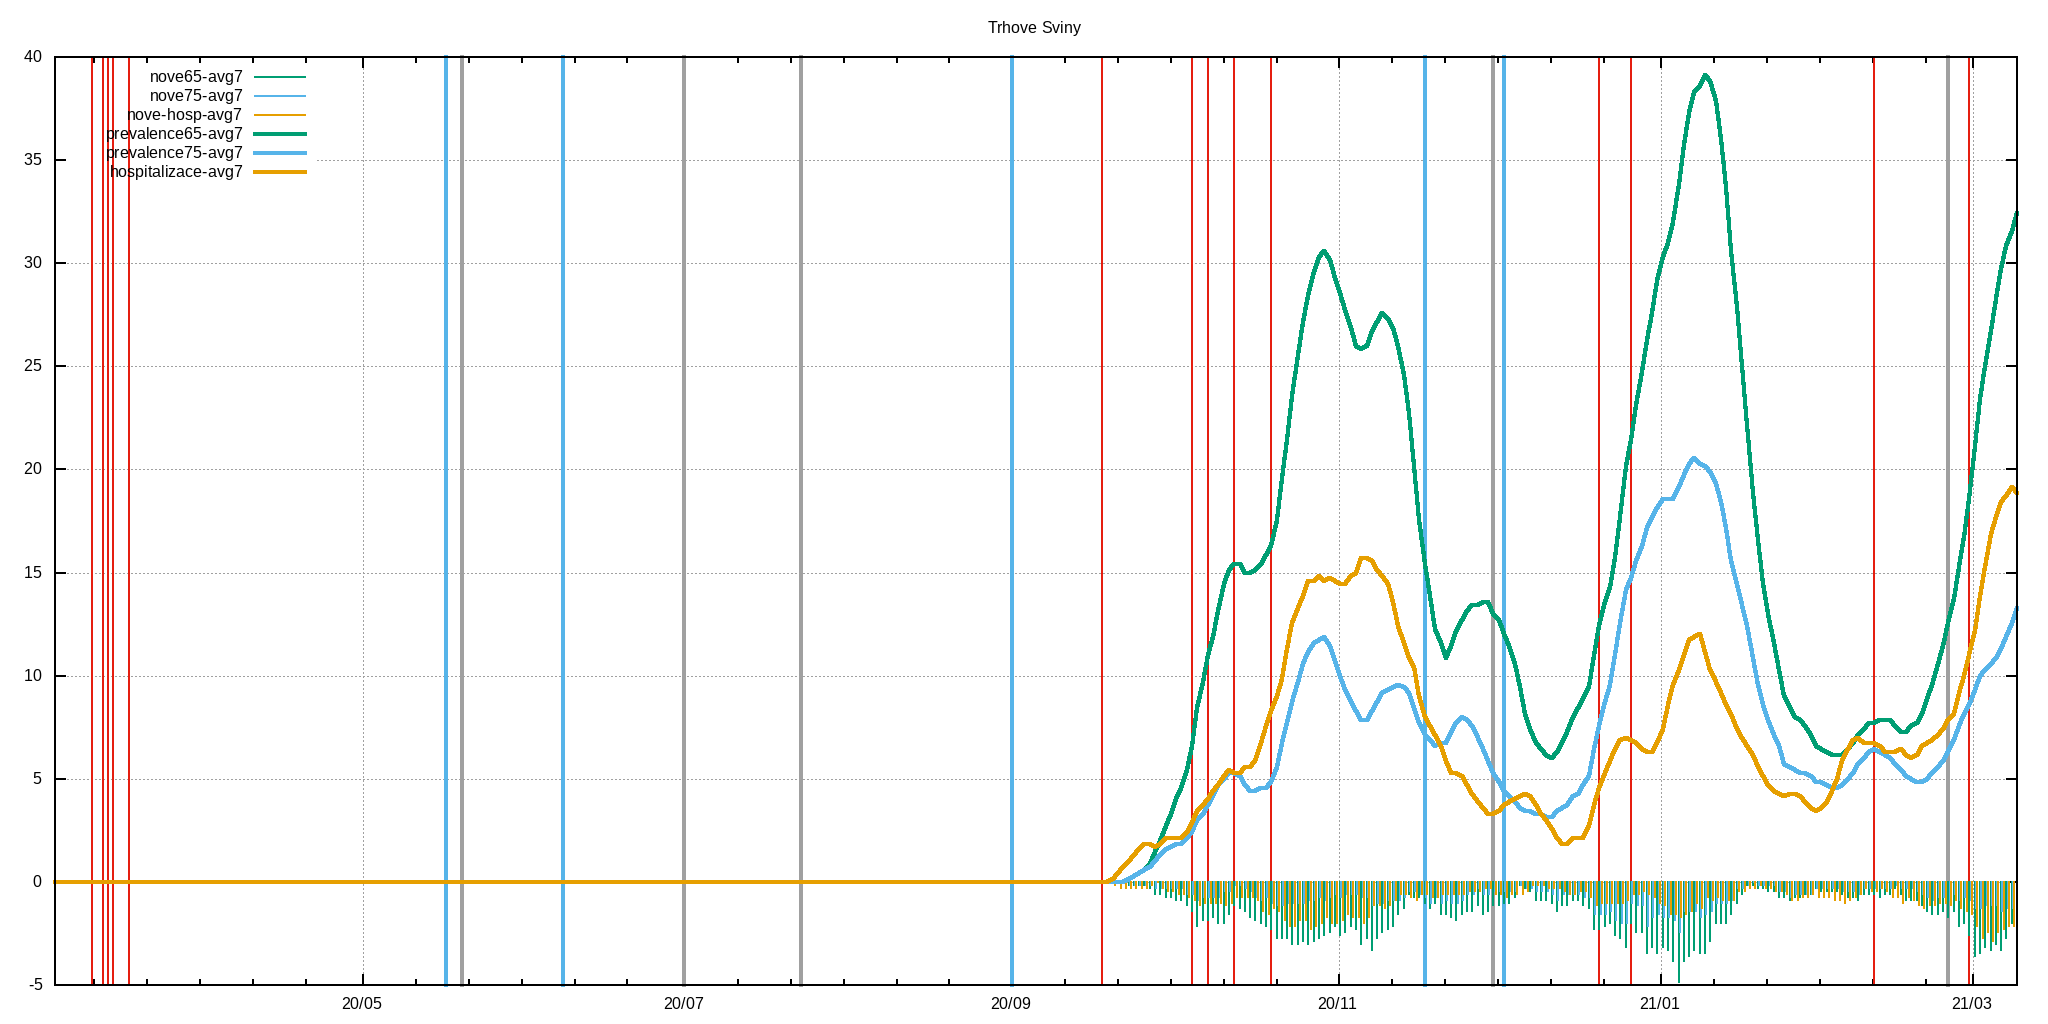 Trhove Sviny
40
35
30
25
20
15
10
5
0
-5
nove65-avg7
nove75-avg7
nove-hosp-avg7
prevalence65-avg7
prevalence75-avg7
hospitalizace-avg7
20/05 20/07 20/09 20/11 21/01 21/03